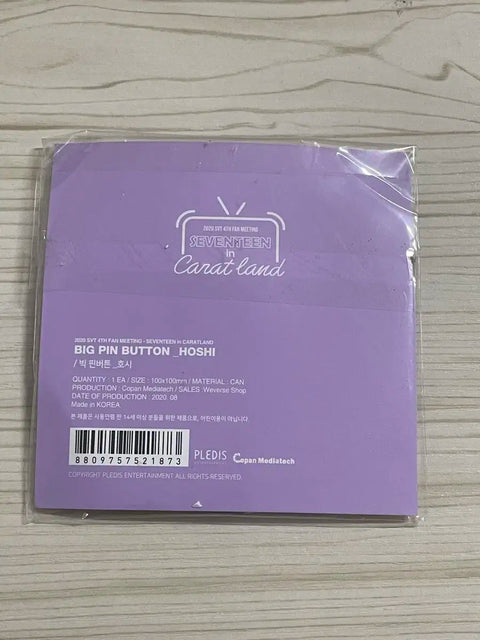 2020 SVT 4TH FAN MEETING
SEVENTEEN
in
Carat land
2020 SVT 4TH FAN MEETING - SEVENTEEN in CARATLAND
BIG PIN BUTTON _HOSHI
/ 빅 핀버튼 _호시
QUANTITY : 1 EA / SIZE : 100x100mm / MATERIAL : CAN
PRODUCTION : Copan Mediatech / SALES :Weverse Shop
DATE OF PRODUCTION : 2020. 08
Made in KOREA
본 제품은 사용연령 만 14세 이상 분들을 위한 제품으로, 어린이용이 아닙니다.
8809757521873
PLEDIS
ENTERTAINMENT
Copan Mediatech
COPYRIGHT PLEDIS ENTERTAINMENT ALL RIGHTS RESERVED.